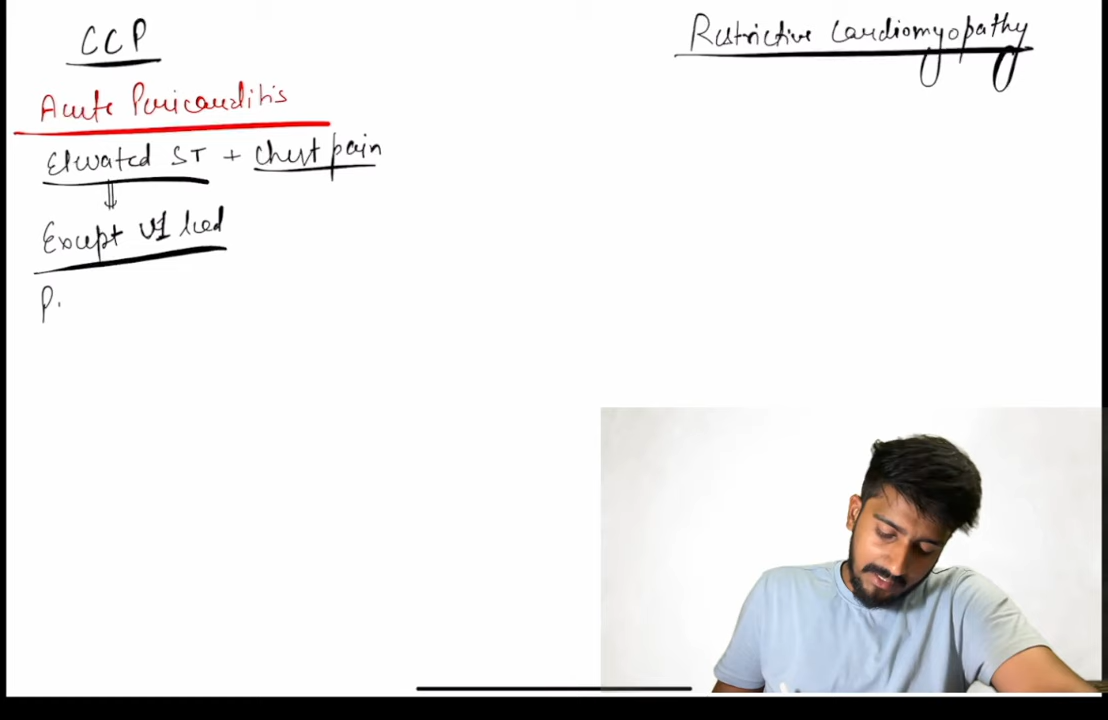 CCP
Restrictive Cardiomyopathy
Acute Pericarditis
Elevated ST + Chest pain
Except V1 lead
P.